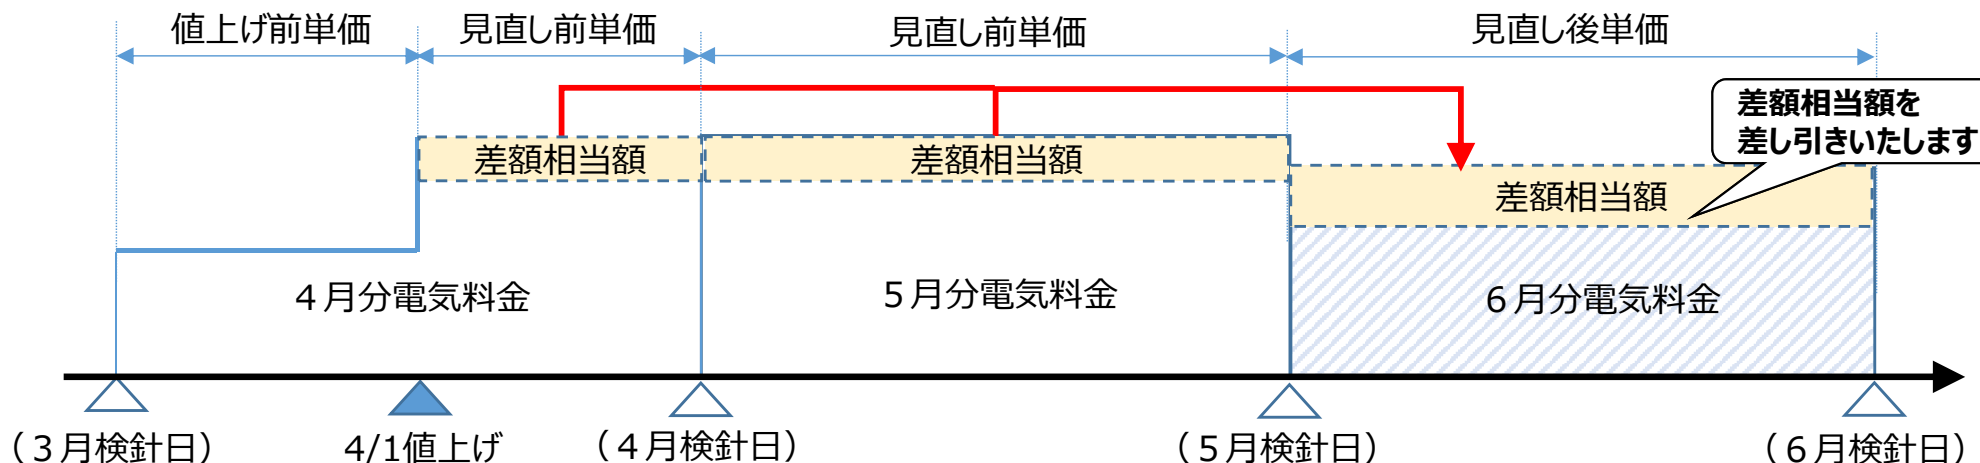 値上げ前単価
見直し前単価
見直し前単価
見直し後単価
差額相当額を
差し引きいたします
差額相当額
差額相当額
差額相当額
４月分電気料金
５月分電気料金
６月分電気料金
（３月検針日）
4/1値上げ
（４月検針日）
（５月検針日）
（６月検針日）